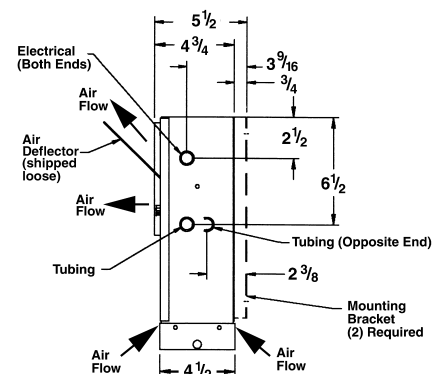 5 1/2
Electrical
(Both Ends)
4 3/4
3 9/16
3/4
Air
Flow
Air
Deflector
(shipped
loose)
2 1/2
6 1/2
Air
Flow
Tubing (Opposite End)
Tubing
2 3/8
Mounting
Bracket
(2) Required
Air
Flow
4 1/2
Air
Flow